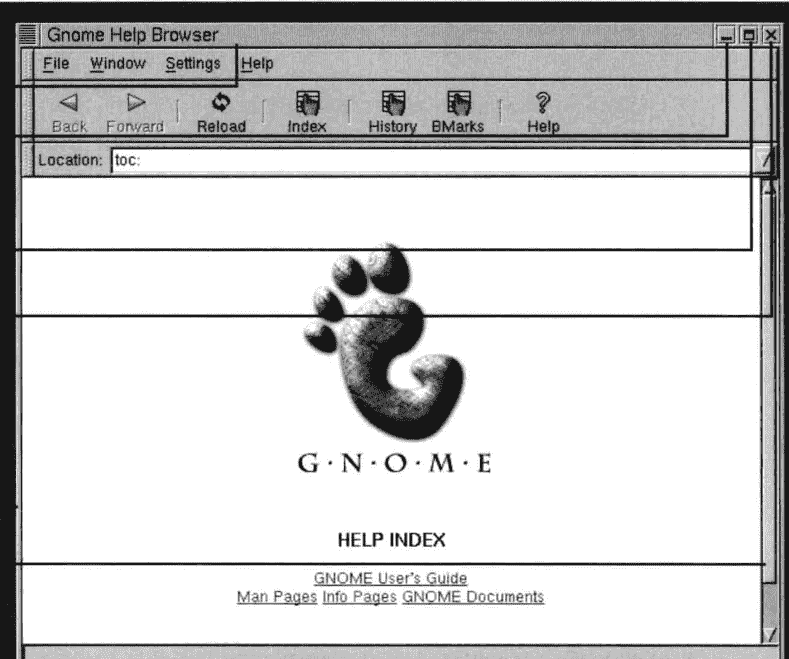 Gnome Help Browser
File Window Settings Help
Back Forward Reload Index History BMarks Help
Location: toc:
G·N·O·M·E
HELP INDEX
GNOME User's Guide
Man Pages Info Pages GNOME Documents